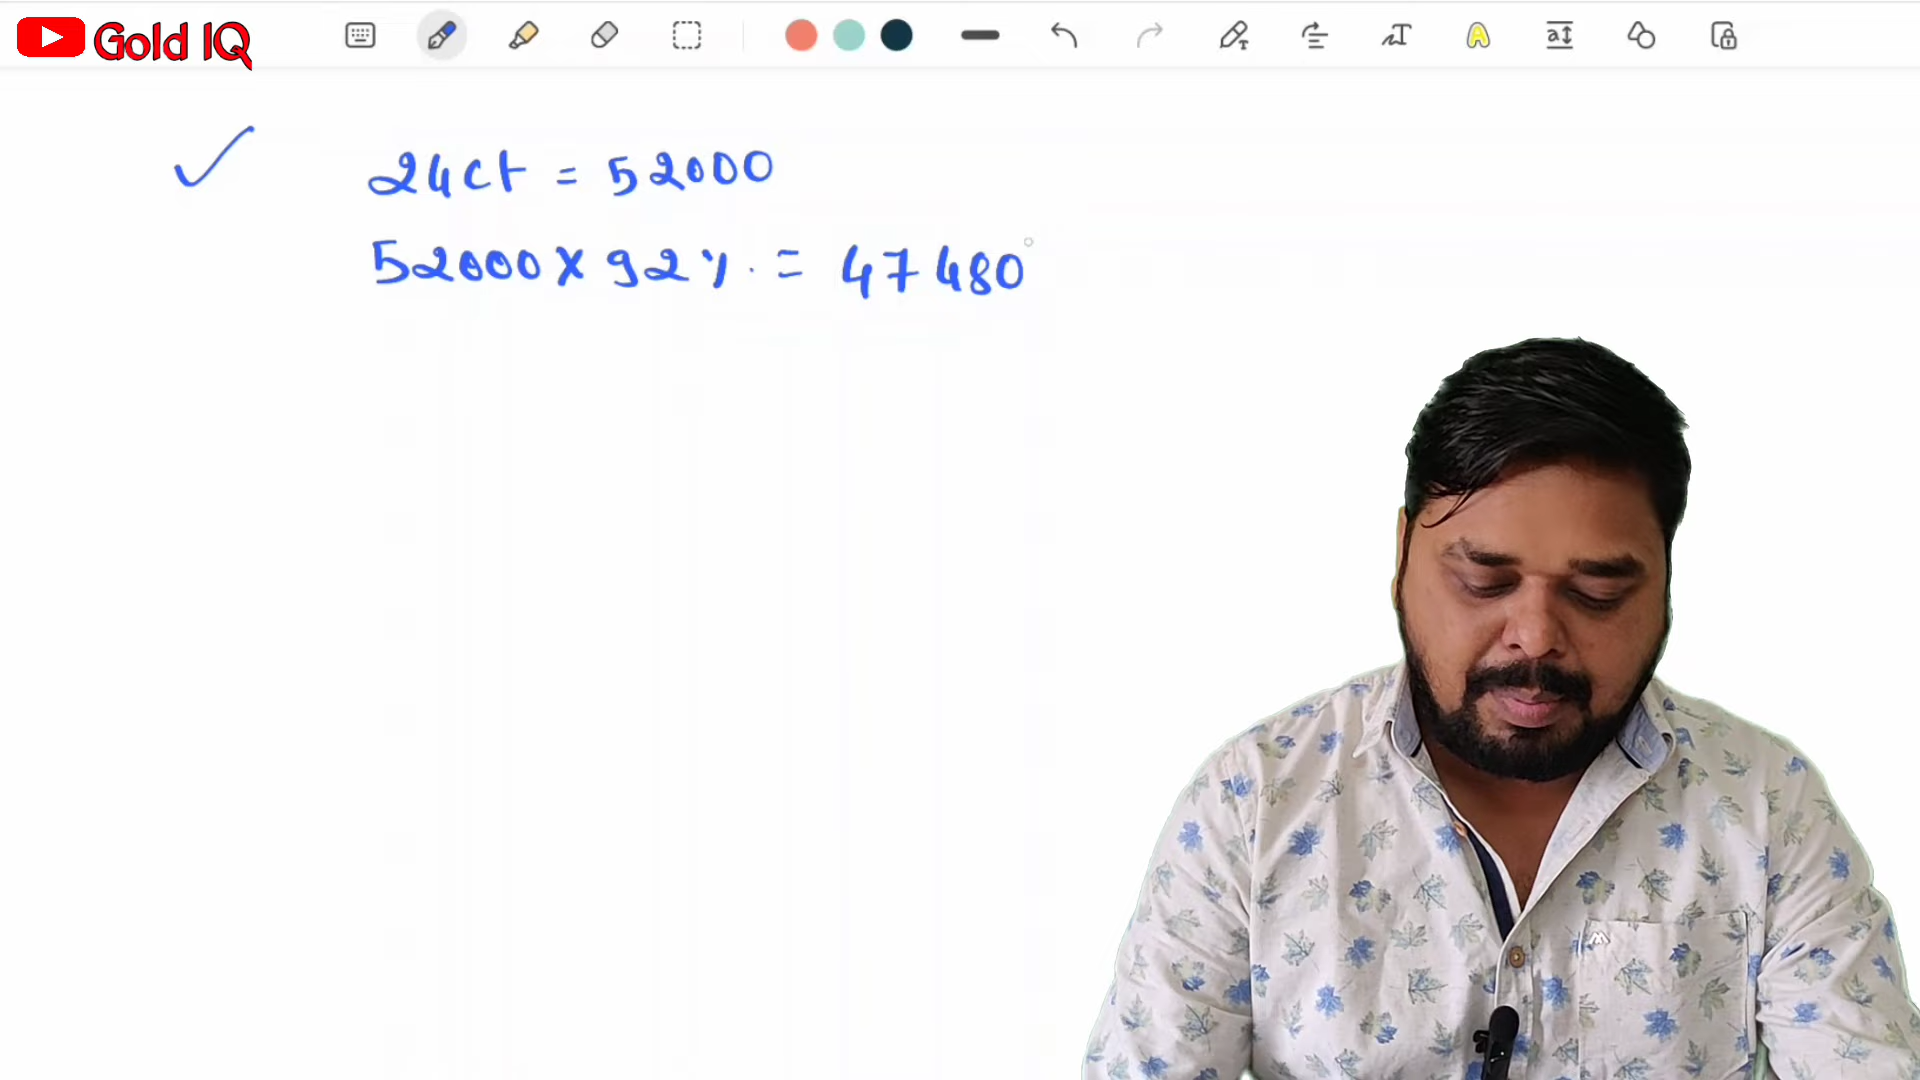 Gold IQ
24ct = 52000
52000 x 92%. = 47480